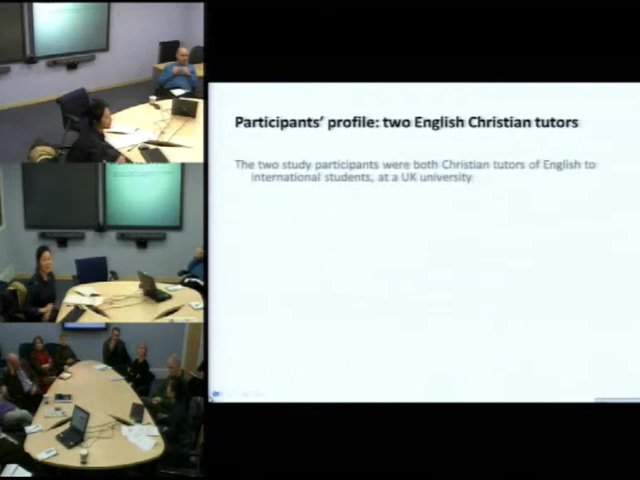 Participants' profile: two English Christian tutors
The two study participants were both Christian tutors of English to
international students, at a UK university